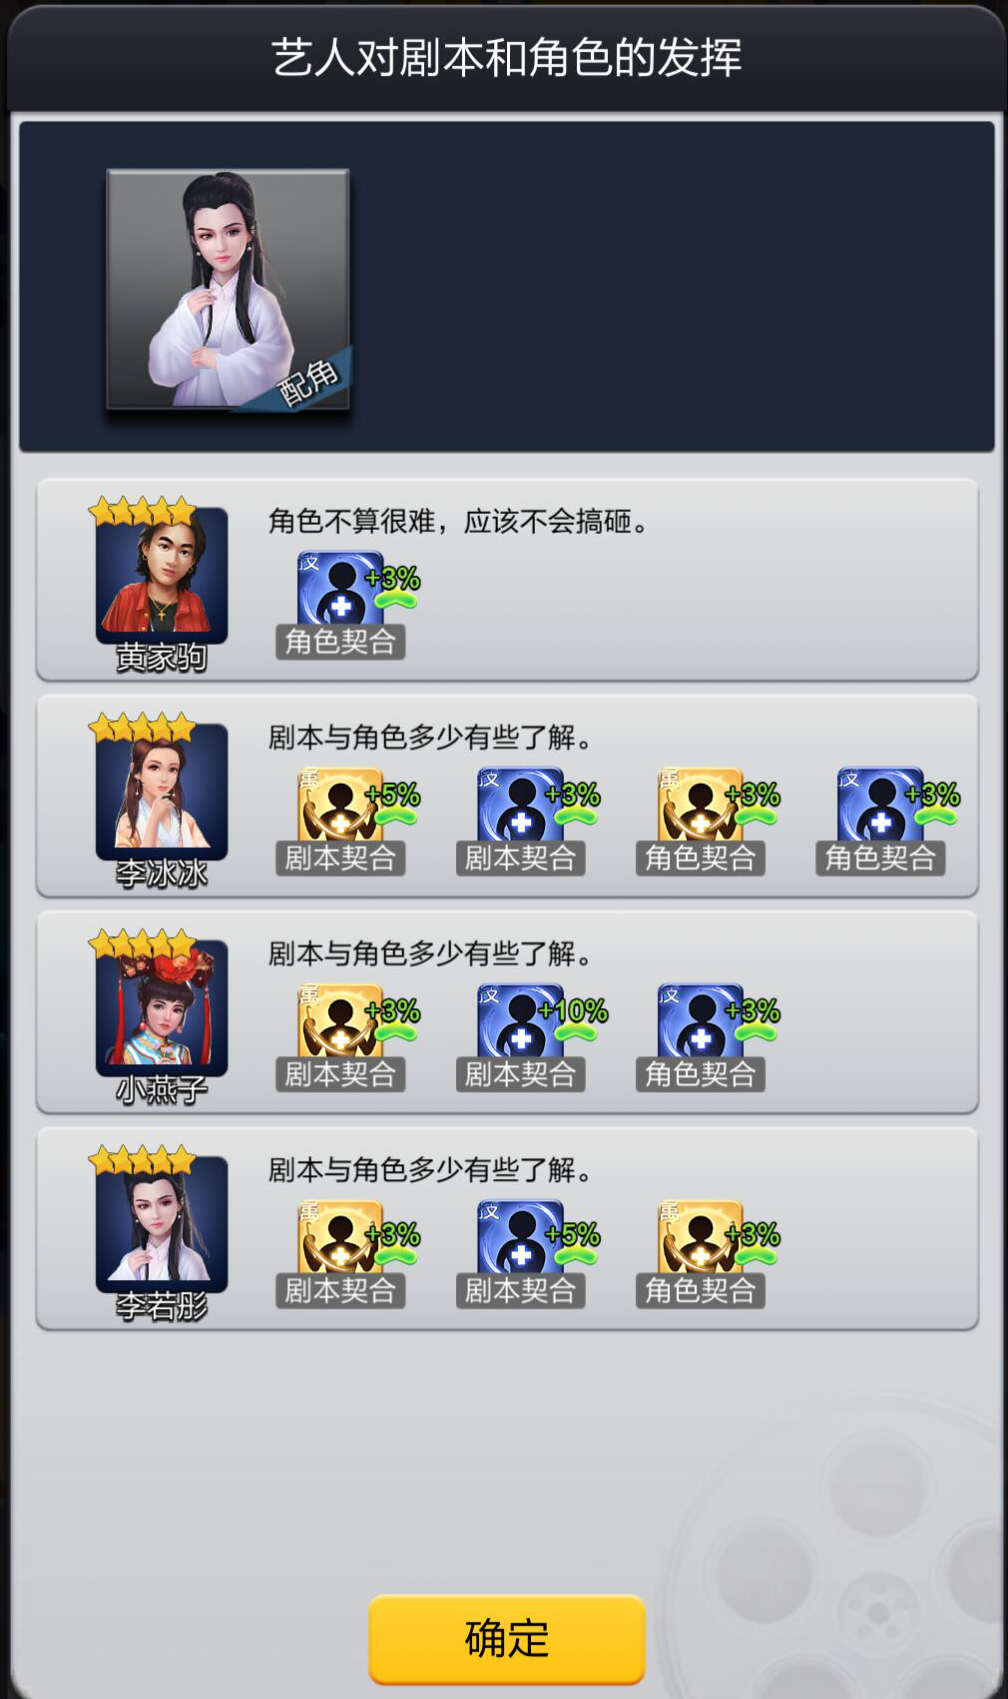 艺人对剧本和角色的发挥
配角
角色不算很难，应该不会搞砸。
+3%
角色契合
黄家驹
剧本与角色多少有些了解。
+5% +3% +3% +3%
剧本契合 剧本契合 角色契合 角色契合
李冰冰
剧本与角色多少有些了解。
+3% +10% +3%
剧本契合 剧本契合 角色契合
小燕子
剧本与角色多少有些了解。
+3% +5% +3%
剧本契合 剧本契合 角色契合
李若彤
确定